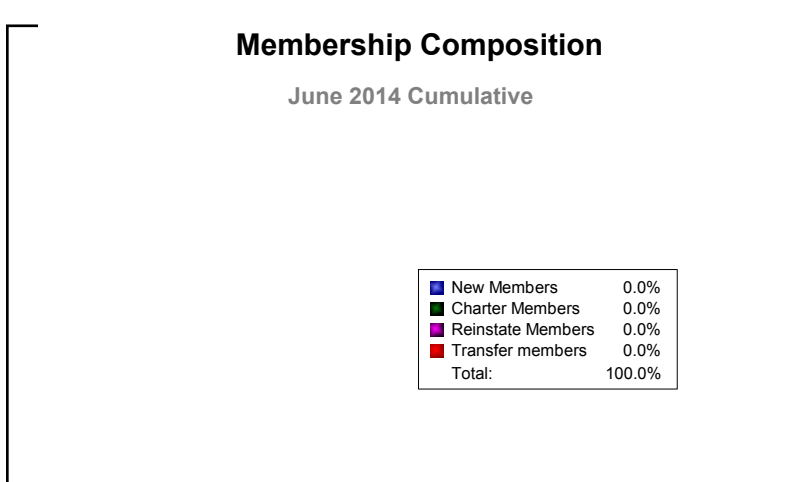 Membership Composition
June 2014 Cumulative
New Members 0.0%
Charter Members 0.0%
Reinstate Members 0.0%
Transfer members 0.0%
Total: 100.0%